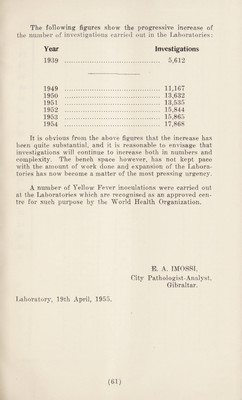 The following figures show the progressive increase of
the number of investigations carried out in the Laboratories:
Year Investigations
1939 ........................................ 5,612
1949 ........................................ 11,167
1950 ........................................ 13,632
1951 ........................................ 13,535
1952 ........................................ 15,844
1953 ........................................ 15,865
1954 ........................................ 17,868
It is obvious from the above figures that the increase has
been quite substantial, and it is reasonable to envisage that
investigations will continue to increase both in numbers and
complexity. The bench space however, has not kept pace
with the amount of work done and expansion of the Labora-
tories has now become a matter of the most pressing urgency.
A number of Yellow Fever inoculations were carried out
at the Laboratories which are recognised as an approved cen-
tre for such purpose by the World Health Organization.
E. A. IMOSSI,
City Pathologist-Analyst,
Gibraltar.
Laboratory, 19th April, 1955.
(61)